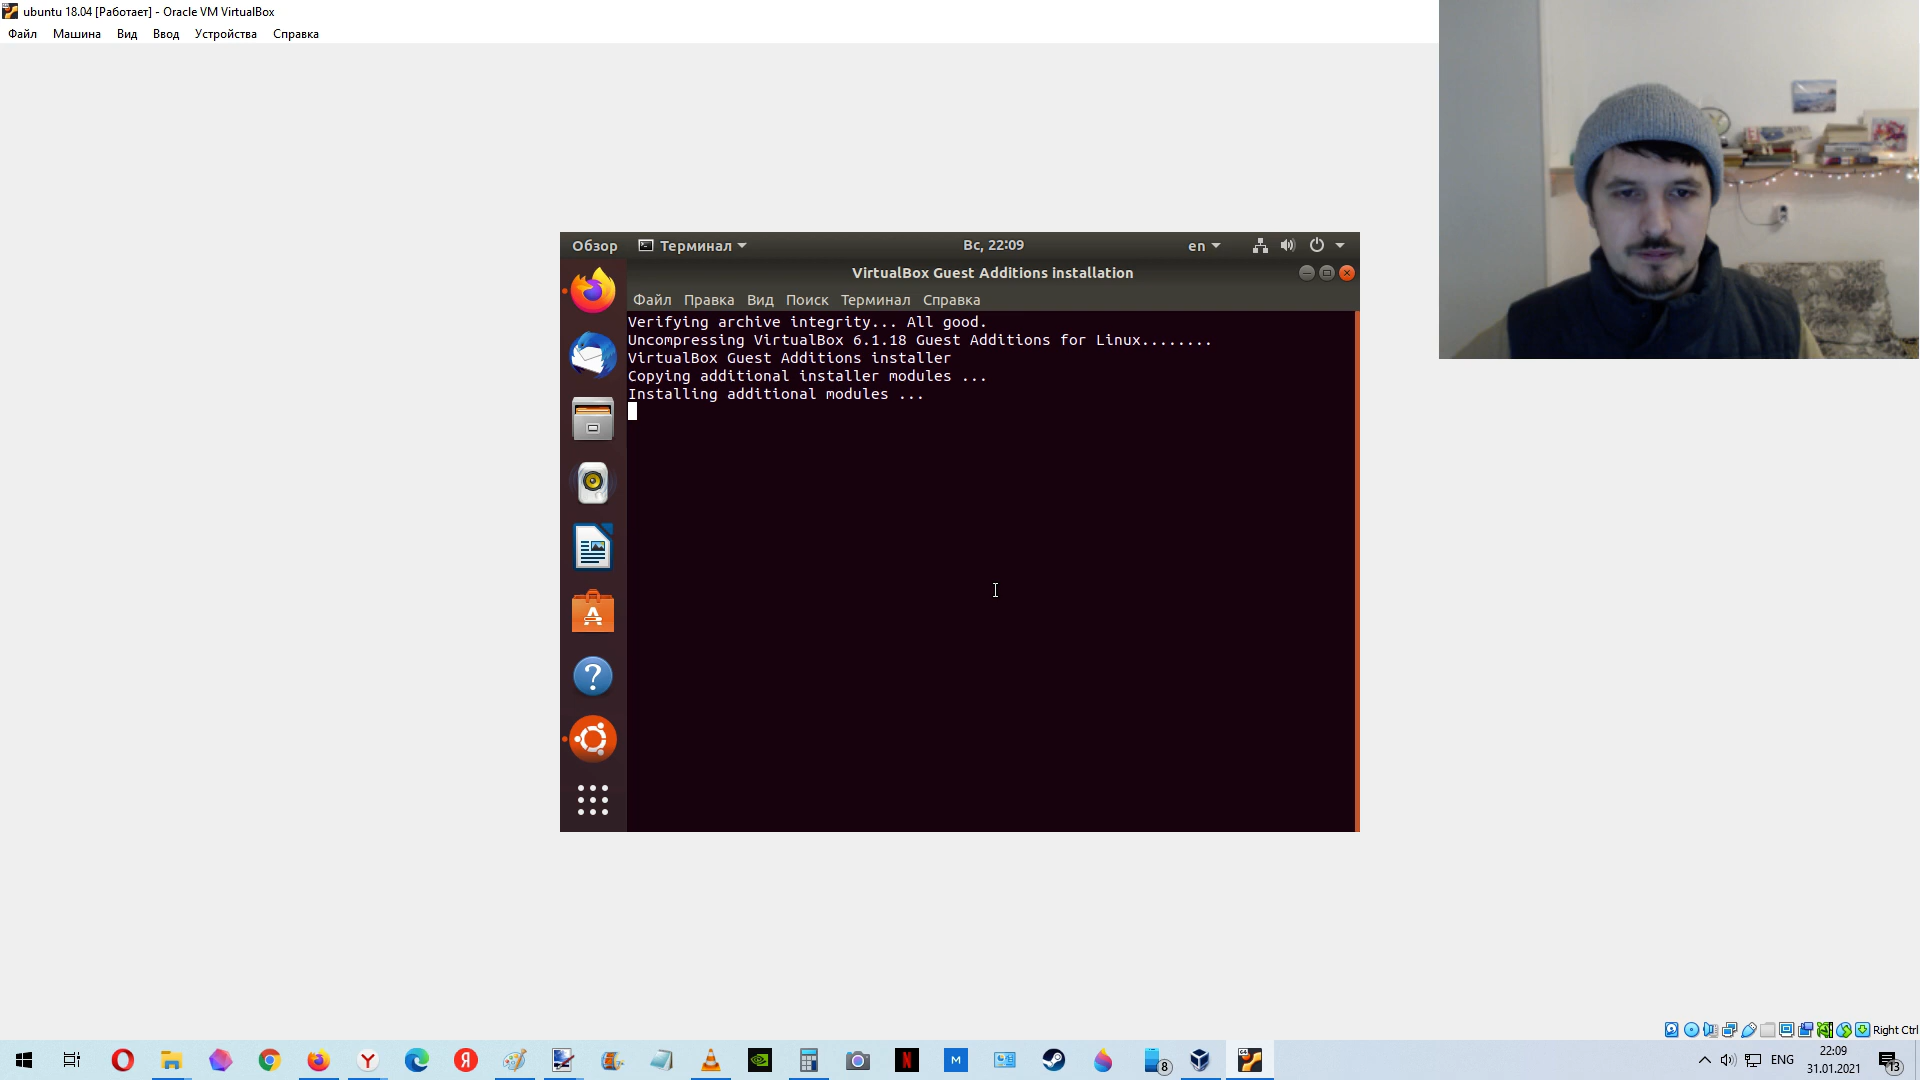 ubuntu 18.04 [Работает] - Oracle VM VirtualBox
Файл Машина Вид Ввод Устройства Справка
Обзор Терминал Вс, 22:09 en
VirtualBox Guest Additions installation
Файл Правка Вид Поиск Терминал Справка
Verifying archive integrity... All good.
Uncompressing VirtualBox 6.1.18 Guest Additions for Linux........
VirtualBox Guest Additions installer
Copying additional installer modules ...
Installing additional modules ...
Right Ctrl
ENG
22:09
31.01.2021
8
13